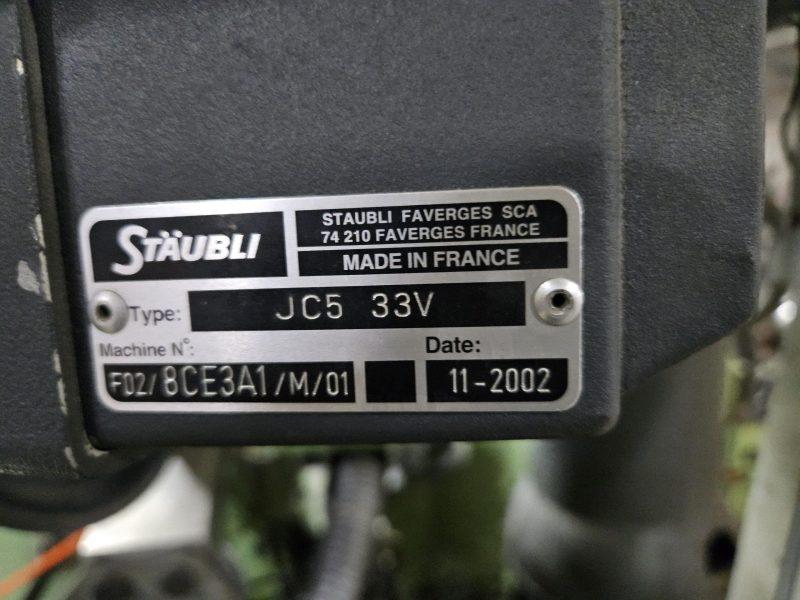 STÄUBLI
STAUBLI FAVERGES SCA
74 210 FAVERGES FRANCE
MADE IN FRANCE
Type: JC5 33V
Machine N°:
Date:
F02/8CE3A1/M/01
11-2002